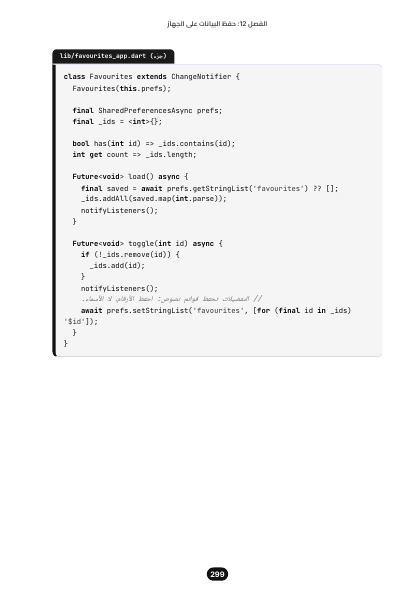 الفصل 12: حفظ البيانات على الجهاز
lib/favourites_app.dart (جزء)
class Favourites extends ChangeNotifier {
  Favourites(this.prefs);

  final SharedPreferencesAsync prefs;
  final _ids = <int>{};

  bool has(int id) => _ids.contains(id);
  int get count => _ids.length;

  Future<void> load() async {
    final saved = await prefs.getStringList('favourites') ?? [];
    _ids.addAll(saved.map(int.parse));
    notifyListeners();
  }

  Future<void> toggle(int id) async {
    if (!_ids.remove(id)) {
      _ids.add(id);
    }
    notifyListeners();
    // التفضيلات تحفظ قوائم نصوص: احفظ الأرقام لا الأسماء.
    await prefs.setStringList('favourites', [for (final id in _ids)
'$id']);
  }
}
299